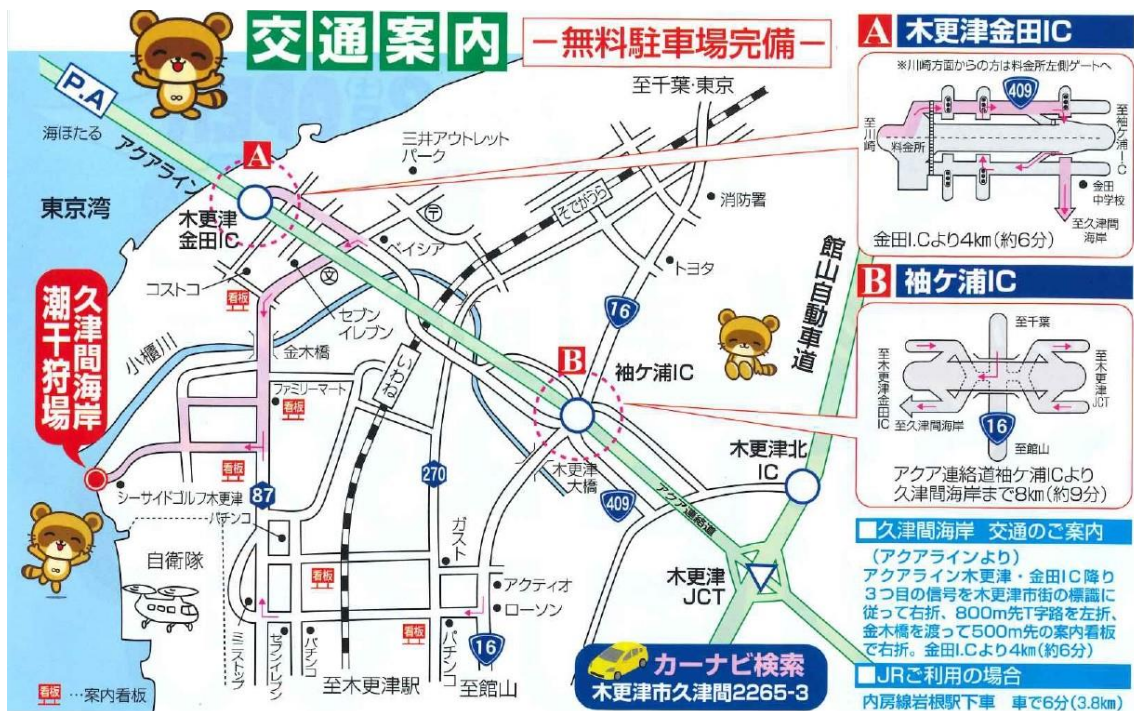 交通案内
－無料駐車場完備－
P.A
海ほたる
アクアライン
東京湾
A
木更津
金田IC
三井アウトレット
パーク
至千葉・東京
そでがうら
消防署
トヨタ
〒
ベイシア
文
コストコ
看板
セブン
イレブン
小櫃川
金木橋
いわね
ファミリーマート
看板
久津間海岸
潮干狩場
看板
シーサイドゴルフ木更津
87
パチンコ
自衛隊
270
16
B
袖ケ浦IC
館山自動車道
木更津北
IC
木更津
大橋
409
アクア連絡道
木更津
JCT
ガスト
アクティオ
ローソン
看板
看板
16
ミニストップ
セブンイレブン
パチンコ
パチンコ
至木更津駅
至館山
看板…案内看板
カーナビ検索
木更津市久津間2265-3
A 木更津金田IC
※川崎方面からの方は料金所左側ゲートへ
409
至川崎
料金所
至袖ケ浦IC
金田
中学校
至久津間
海岸
金田I.Cより4km(約6分)
B 袖ケ浦IC
至千葉
至木更津金田IC
至木更津JCT
至久津間海岸
16
至館山
アクア連絡道袖ケ浦ICより
久津間海岸まで8km(約9分)
■久津間海岸 交通のご案内
(アクアラインより)
アクアライン木更津・金田IC降り
3つ目の信号を木更津市街の標識に
従って右折、800m先T字路を左折、
金木橋を渡って500m先の案内看板
で右折。金田I.Cより4km(約6分)
■JRご利用の場合
内房線岩根駅下車 車で6分(3.8km)